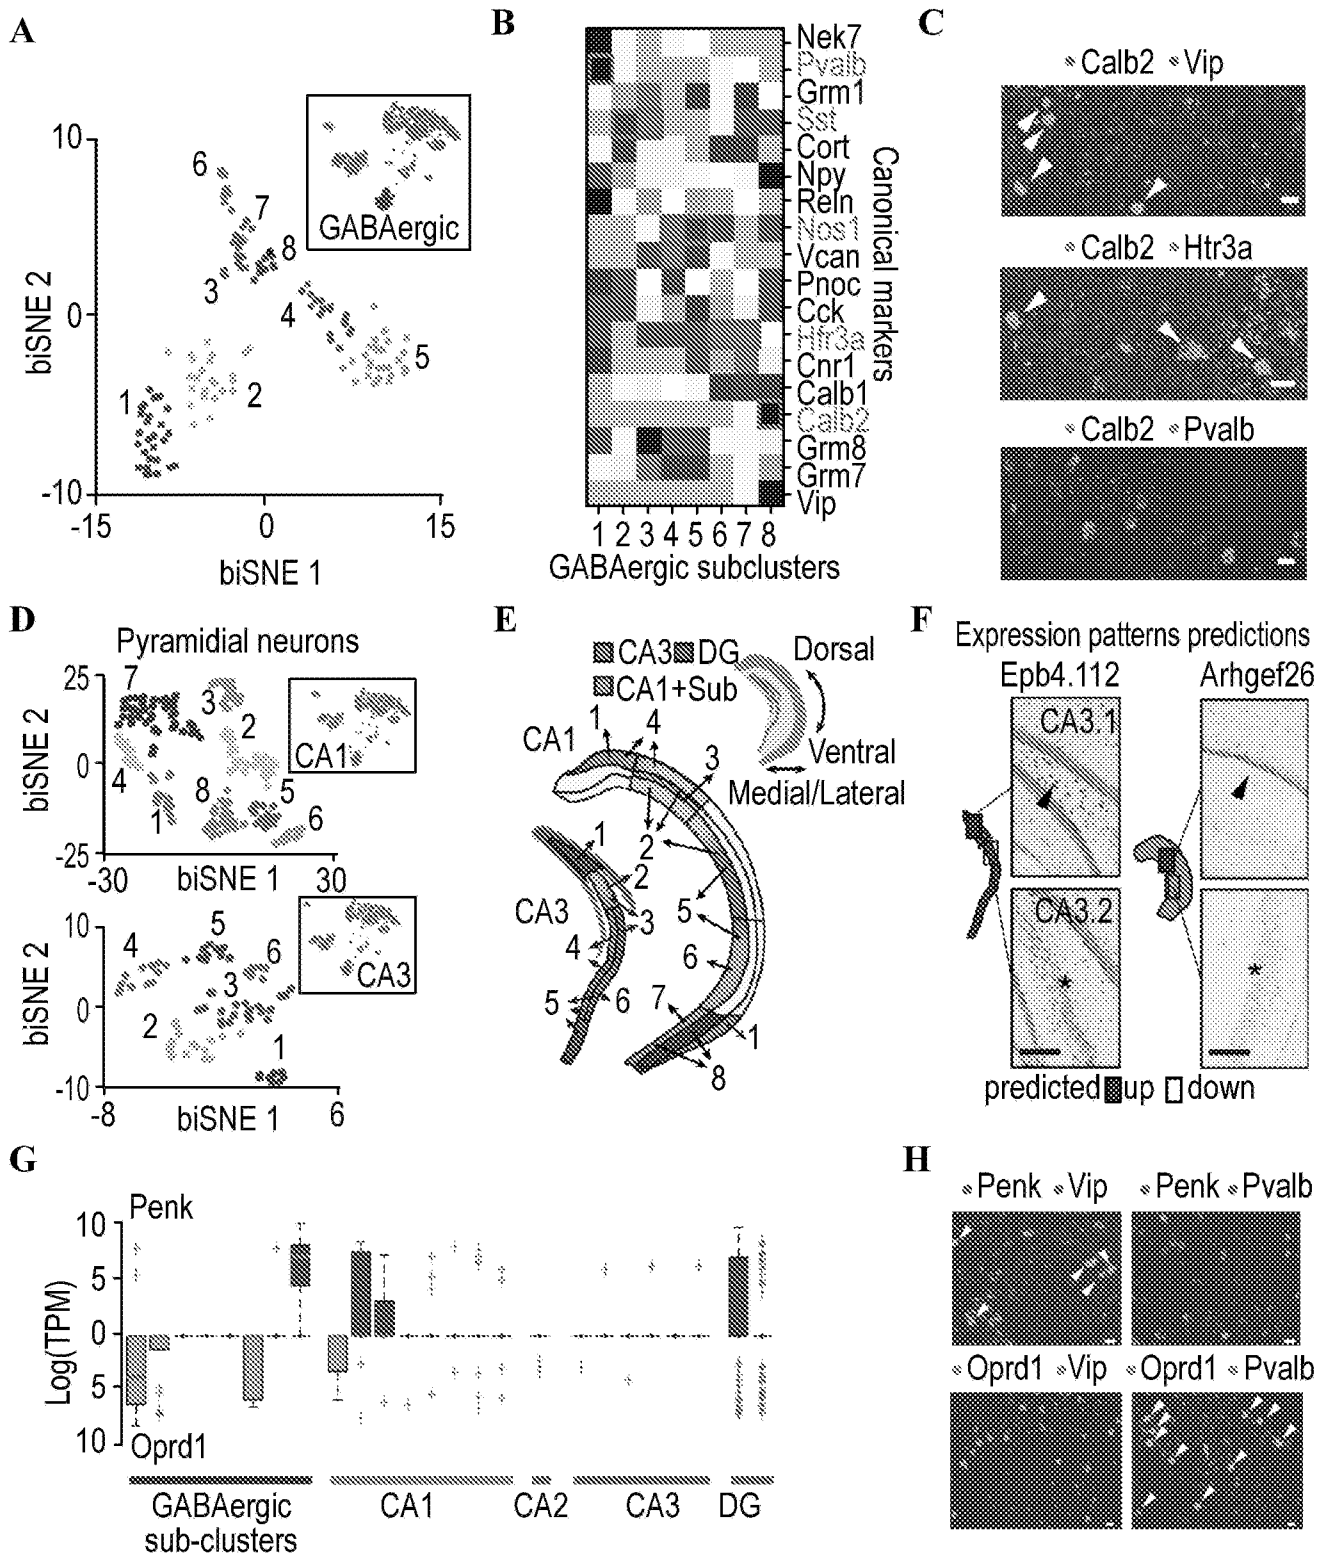 A
10
0
-10
-15
0
15
biSNE 2
biSNE 1
1
2
3
4
5
6
7
8
GABAergic
B
Nek7
Pvalb
Grm1
Sst
Cort
Npy
Reln
Nos1
Vcan
Pnoc
Cck
Htr3a
Cnr1
Calb1
Calb2
Grm8
Grm7
Vip
Canonical markers
1 2 3 4 5 6 7 8
GABAergic subclusters
C
Calb2 Vip
Calb2 Htr3a
Calb2 Pvalb
D
Pyramidial neurons
25
0
-25
-30
30
biSNE 2
biSNE 1
7
3
2
4
1
8
5
6
CA1
10
0
-10
-8
6
biSNE 2
biSNE 1
4
5
6
3
2
1
CA3
E
CA3 DG
CA1+Sub
Dorsal
Ventral
Medial/Lateral
CA1
1
4
3
2
5
6
7
8
1
CA3
1
2
3
4
5
6
F
Expression patterns predictions
Epb4.112
Arhgef26
CA3.1
CA3.2
*
*
predicted up down
G
Penk
10
5
0
5
10
Log(TPM)
Oprd1
GABAergic
sub-clusters
CA1
CA2
CA3
DG
H
Penk Vip
Penk Pvalb
Oprd1 Vip
Oprd1 Pvalb